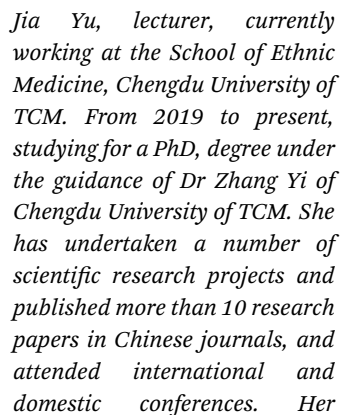 Jia Yu, lecturer, currently
working at the School of Ethnic
Medicine, Chengdu University of
TCM. From 2019 to present,
studying for a PhD, degree under
the guidance of Dr Zhang Yi of
Chengdu University of TCM. She
has undertaken a number of
scientific research projects and
published more than 10 research
papers in Chinese journals, and
attended international and
domestic conferences. Her